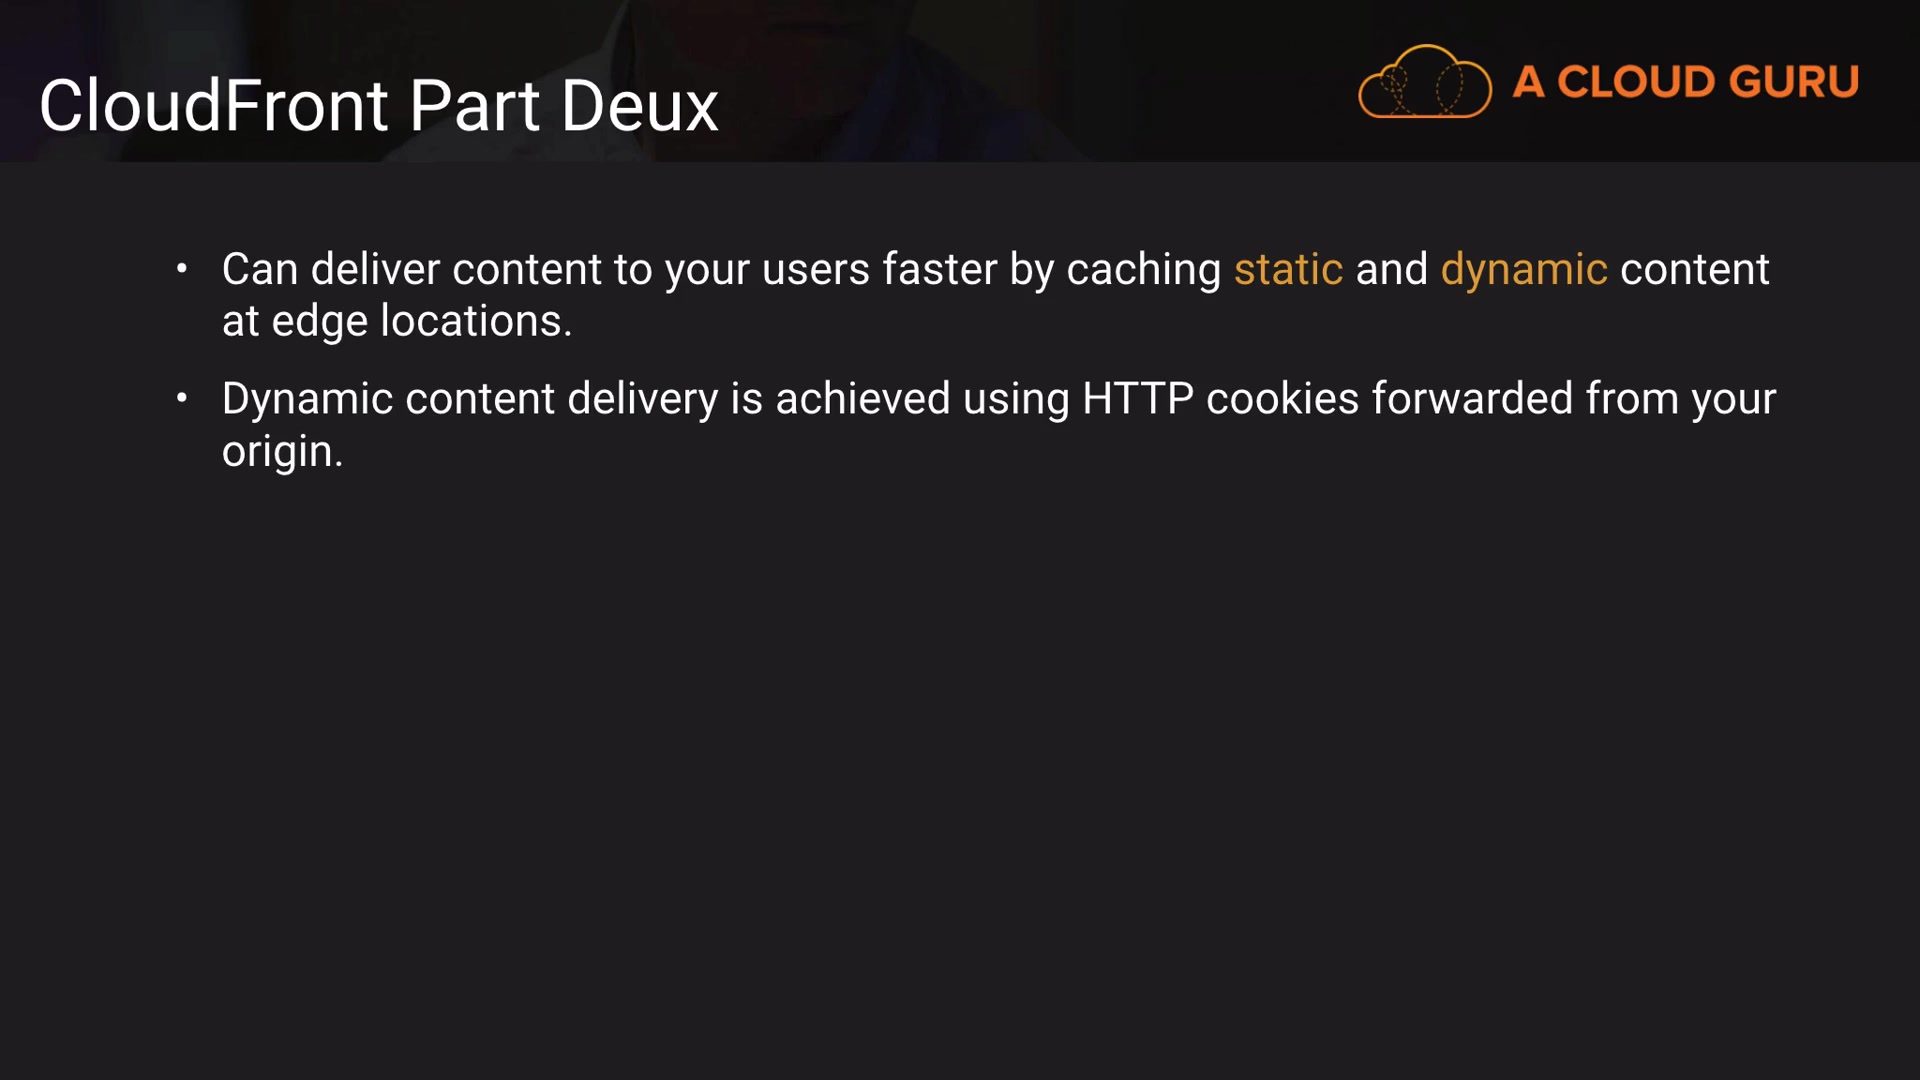 CloudFront Part Deux
A CLOUD GURU
• Can deliver content to your users faster by caching static and dynamic content
at edge locations.
• Dynamic content delivery is achieved using HTTP cookies forwarded from your
origin.